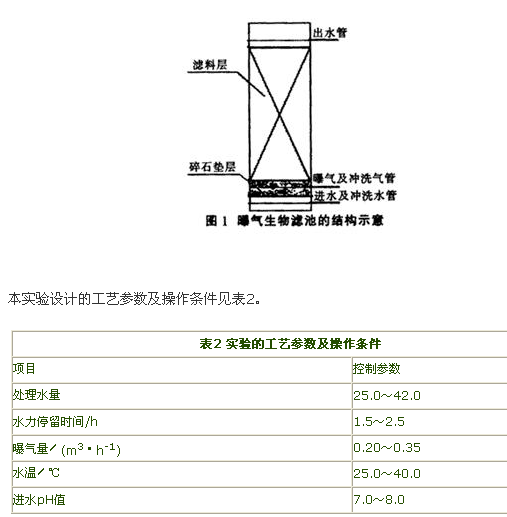 出水管
滤料层
碎石垫层
曝气及冲洗气管
进水及冲洗水管
图1 曝气生物滤池的结构示意
本实验设计的工艺参数及操作条件见表2。
表2 实验的工艺参数及操作条件
项目 控制参数
处理水量 25.0～42.0
水力停留时间/h 1.5～2.5
曝气量/(m³·h⁻¹) 0.20～0.35
水温/℃ 25.0～40.0
进水pH值 7.0～8.0